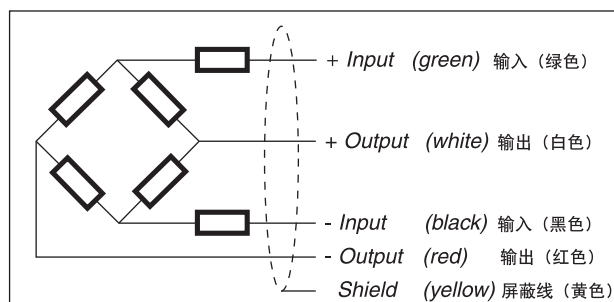 + Input (green) 输入（绿色）
+ Output (white) 输出（白色）
- Input (black) 输入（黑色）
- Output (red) 输出（红色）
Shield (yellow) 屏蔽线（黄色）